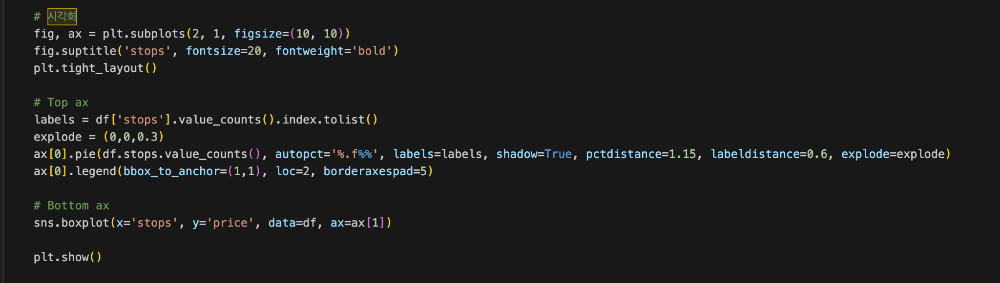 # 시각화
fig, ax = plt.subplots(2, 1, figsize=(10, 10))
fig.suptitle('stops', fontsize=20, fontweight='bold')
plt.tight_layout()
# Top ax
labels = df['stops'].value_counts().index.tolist()
explode = (0,0,0.3)
ax[0].pie(df.stops.value_counts(), autopct='%.f%%', labels=labels, shadow=True, pctdistance=1.15, labeldistance=0.6, explode=explode)
ax[0].legend(bbox_to_anchor=(1,1), loc=2, borderaxespad=5)
# Bottom ax
sns.boxplot(x='stops', y='price', data=df, ax=ax[1])
plt.show()